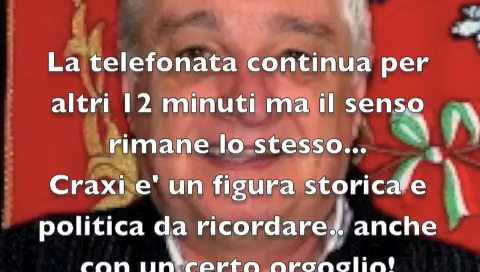 La telefonata continua per
altri 12 minuti ma il senso
rimane lo stesso...
Craxi e' un figura storica e
politica da ricordare.. anche
con un certo orgoglio!